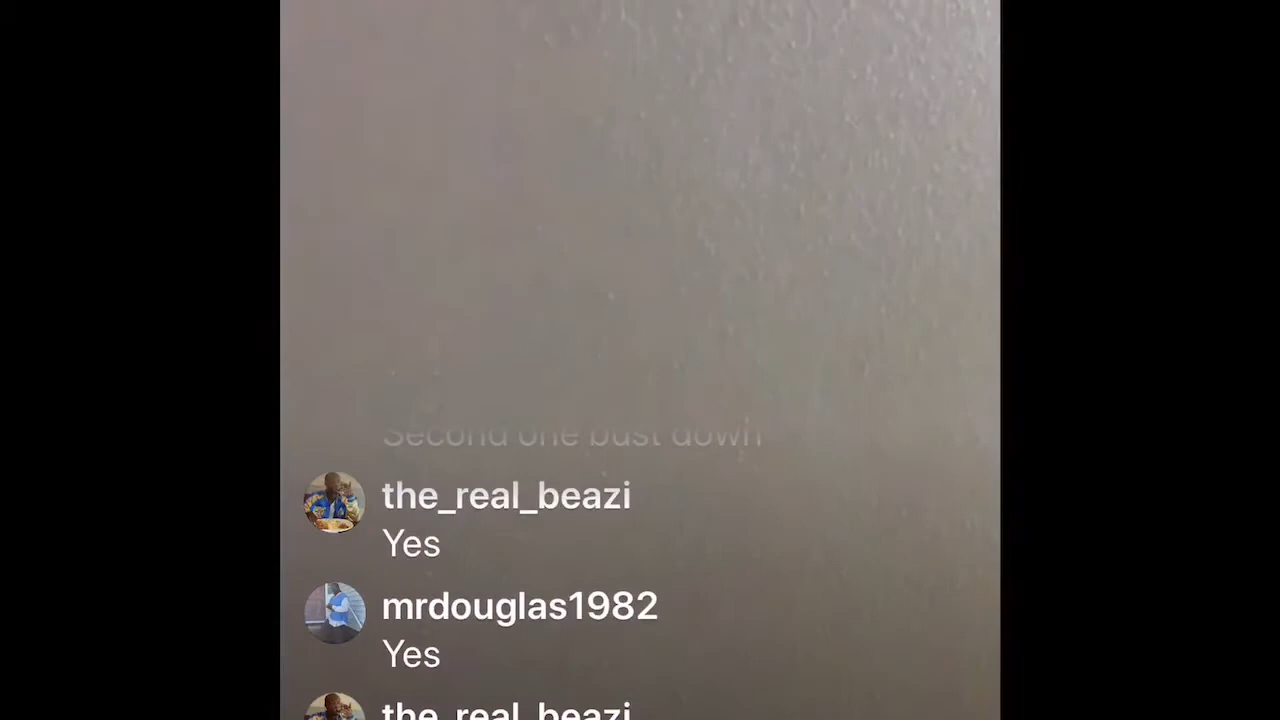 Second one bust down
the_real_beazi
Yes
mrdouglas1982
Yes
the_real_beazi